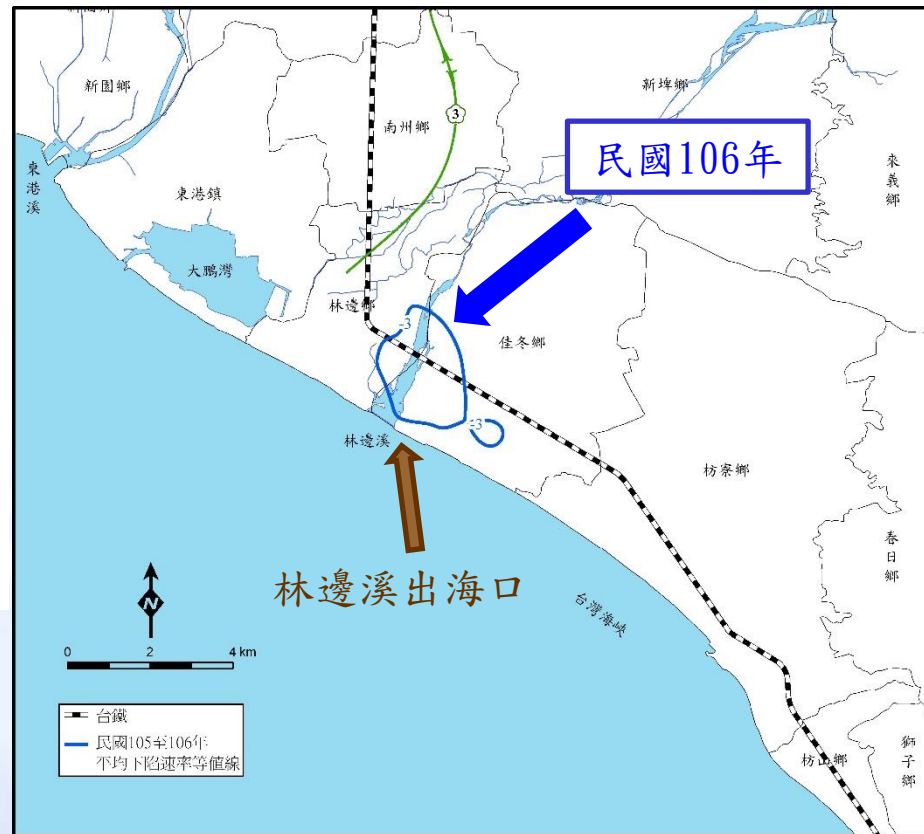 新園鄉
新埤鄉
3
南州鄉
民國106年
來義鄉
東港溪
東港鎮
大鵬灣
林邊鄉
-3
佳冬鄉
-3
林邊溪
枋寮鄉
春日鄉
林邊溪出海口
台灣海峽
N
0 2 4 km
台鐵
民國105至106年
平均下陷速率等值線
枋山鄉
獅子鄉